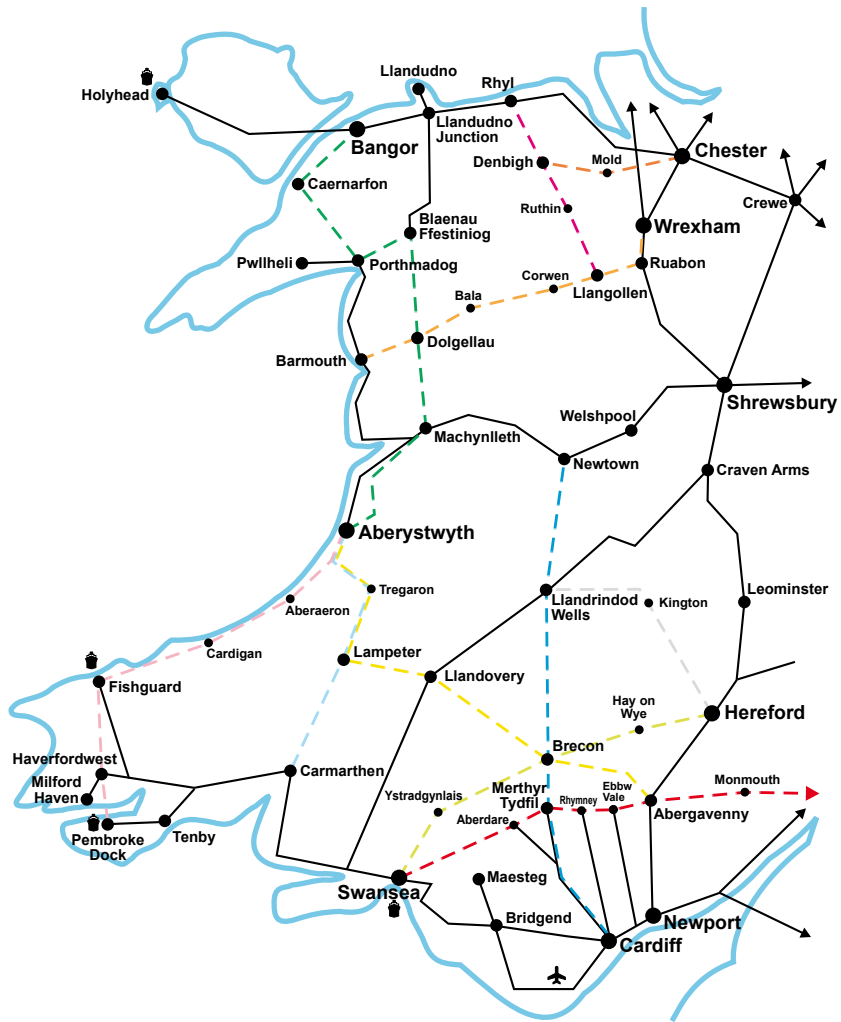 Llandudno
Rhyl
Holyhead
Llandudno
Junction
Bangor
Chester
Mold
Denbigh
Caernarfon
Crewe
Ruthin
Blaenau
Ffestiniog
Wrexham
Pwllheli
Porthmadog
Ruabon
Corwen
Llangollen
Bala
Dolgellau
Barmouth
Shrewsbury
Welshpool
Machynlleth
Newtown
Craven Arms
Aberystwyth
Tregaron
Leominster
Llandrindod
Wells
Kington
Aberaeron
Cardigan
Lampeter
Llandovery
Fishguard
Hay on
Wye
Hereford
Brecon
Haverfordwest
Milford
Haven
Carmarthen
Merthyr
Tydfil
Ystradgynlais
Rhymney
Ebbw
Vale
Monmouth
Aberdare
Abergavenny
Pembroke
Dock
Tenby
Swansea
Maesteg
Bridgend
Newport
Cardiff